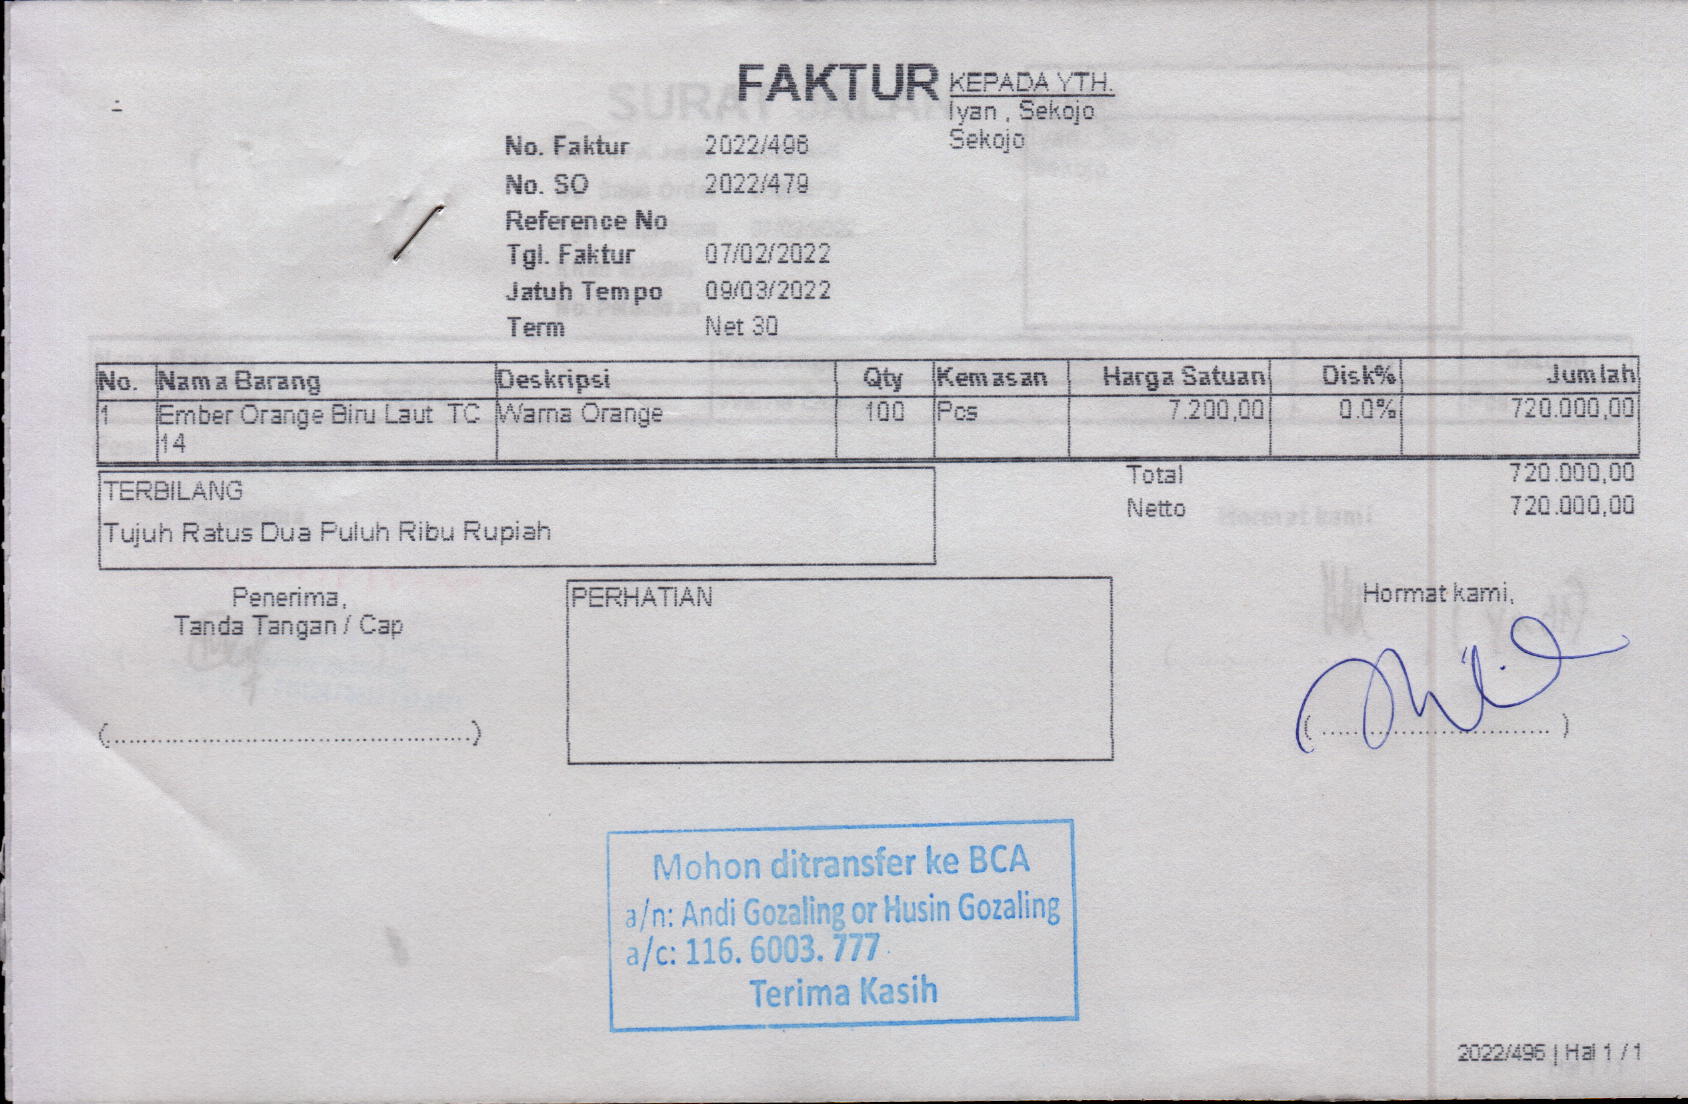 FAKTUR
KEPADA YTH.
Iyan , Sekojo
Sekojo
No. Faktur 2022/496
No. SO 2022/479
Reference No
Tgl. Faktur 07/02/2022
Jatuh Tempo 09/03/2022
Term Net 30
No. Nama Barang Deskripsi Qty Kemasan Harga Satuan Disk% Jumlah
1 Ember Orange Biru Laut TC Warna Orange 100 Pcs 7.200,00 0.0% 720.000,00
14
Total 720.000,00
Netto 720.000,00
TERBILANG
Tujuh Ratus Dua Puluh Ribu Rupiah
Penerima,
Tanda Tangan / Cap
(................................................)
PERHATIAN
Hormat kami,
( .............................. )
Mohon ditransfer ke BCA
a/n: Andi Gozaling or Husin Gozaling
a/c: 116. 6003. 777
Terima Kasih
2022/496 | Hal 1 / 1